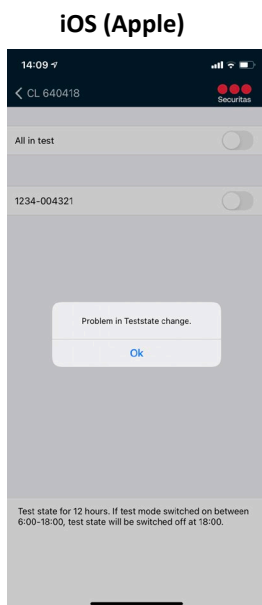 iOS (Apple)
14:09
CL 640418
Securitas
All in test
1234-004321
Problem in Teststate change.
Ok
Test state for 12 hours. If test mode switched on between
6:00-18:00, test state will be switched off at 18:00.